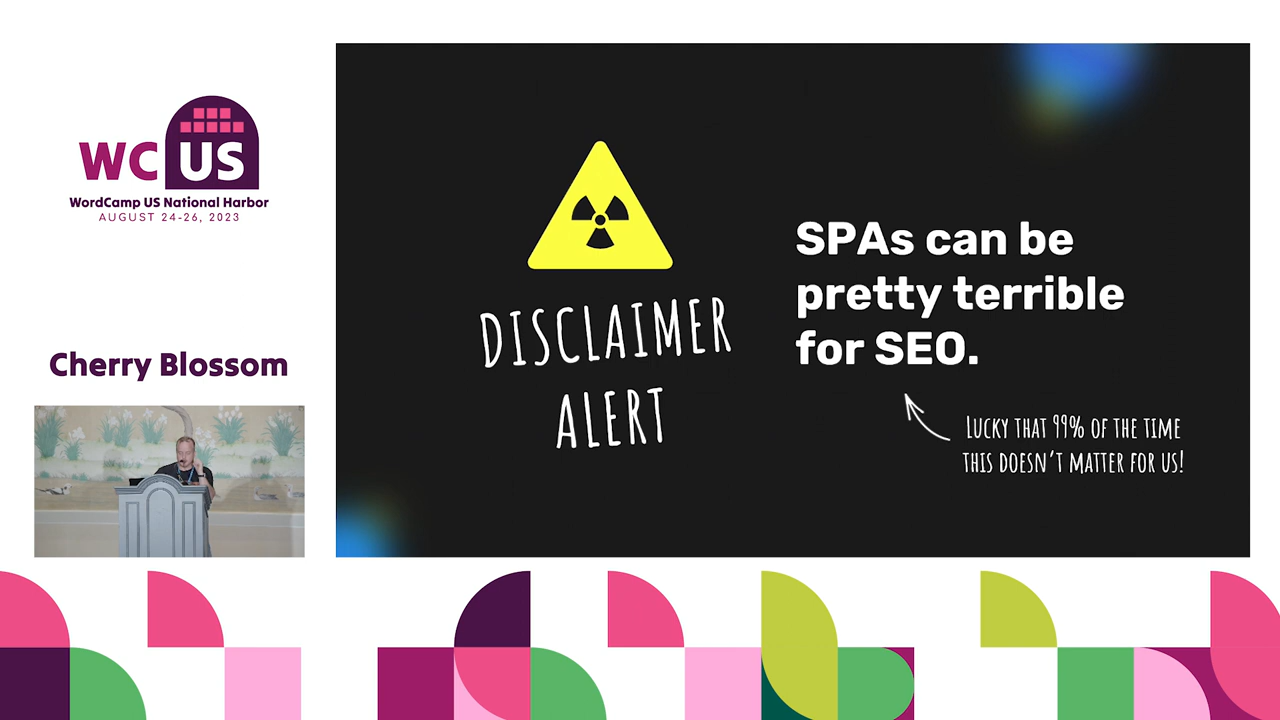 WC US
WordCamp US National Harbor
AUGUST 24-26, 2023
Cherry Blossom
DISCLAIMER
ALERT
SPAs can be
pretty terrible
for SEO.
LUCKY THAT 99% OF THE TIME
THIS DOESN'T MATTER FOR US!